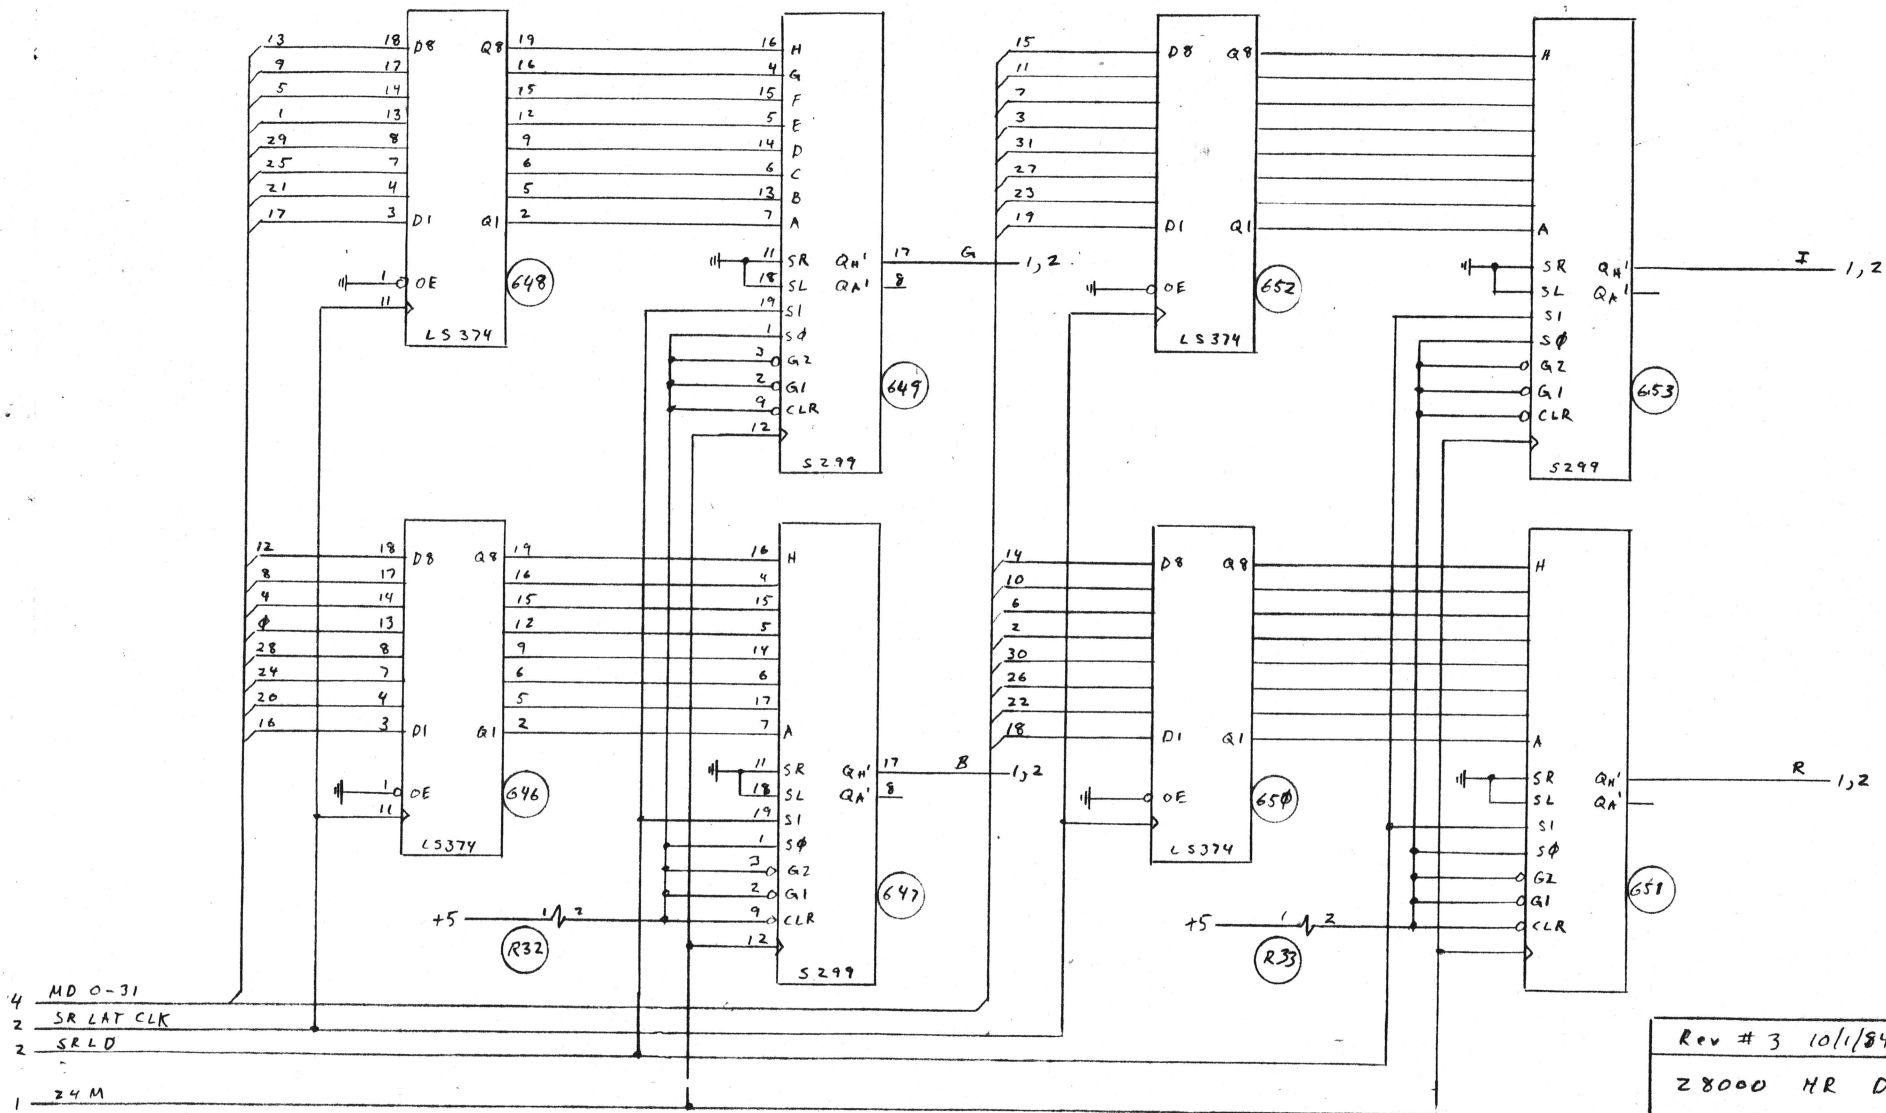 13 18 D8 Q8 19 16 H
9 17 16 4 G
5 14 15 15 F
1 13 12 5 E
29 8 9 14 D
25 7 6 6 C
21 4 5 13 B
17 3 D1 Q1 2 7 A
11 SR QH' 17 G 1,2
18 SL QA' 8
1 OE
648
19 S1
11
1 SØ
LS374
3 G2
2 G1
649
9 CLR
12
S299
15 D8 Q8 H
11
7
3
31
27
23
19 D1 Q1 A
SR QH' I 1,2
SL QA'
OE
652
S1
SØ
LS374
G2
G1
653
CLR
S299
12 18 D8 Q8 19 16 H
8 17 16 4
4 14 15 15
Ø 13 12 5
28 8 9 14
24 7 6 6
20 4 5 17
16 3 D1 Q1 2 7 A
11 SR QH' 17 B 1,2
18 SL QA' 8
1 OE
646
19 S1
11
1 SØ
LS374
3 G2
2 G1
647
+5 1 2 9 CLR
R32
12
S299
14 D8 Q8 H
10
6
2
30
26
22
18 D1 Q1 A
SR QH' R 1,2
SL QA'
OE
65Ø
S1
SØ
LS374
G2
G1
651
+5 1 2 CLR
R33
4 MD 0-31
2 SR LAT CLK
2 SRLD
1 24M
Rev # 3 10/1/84
Z8000 HR D